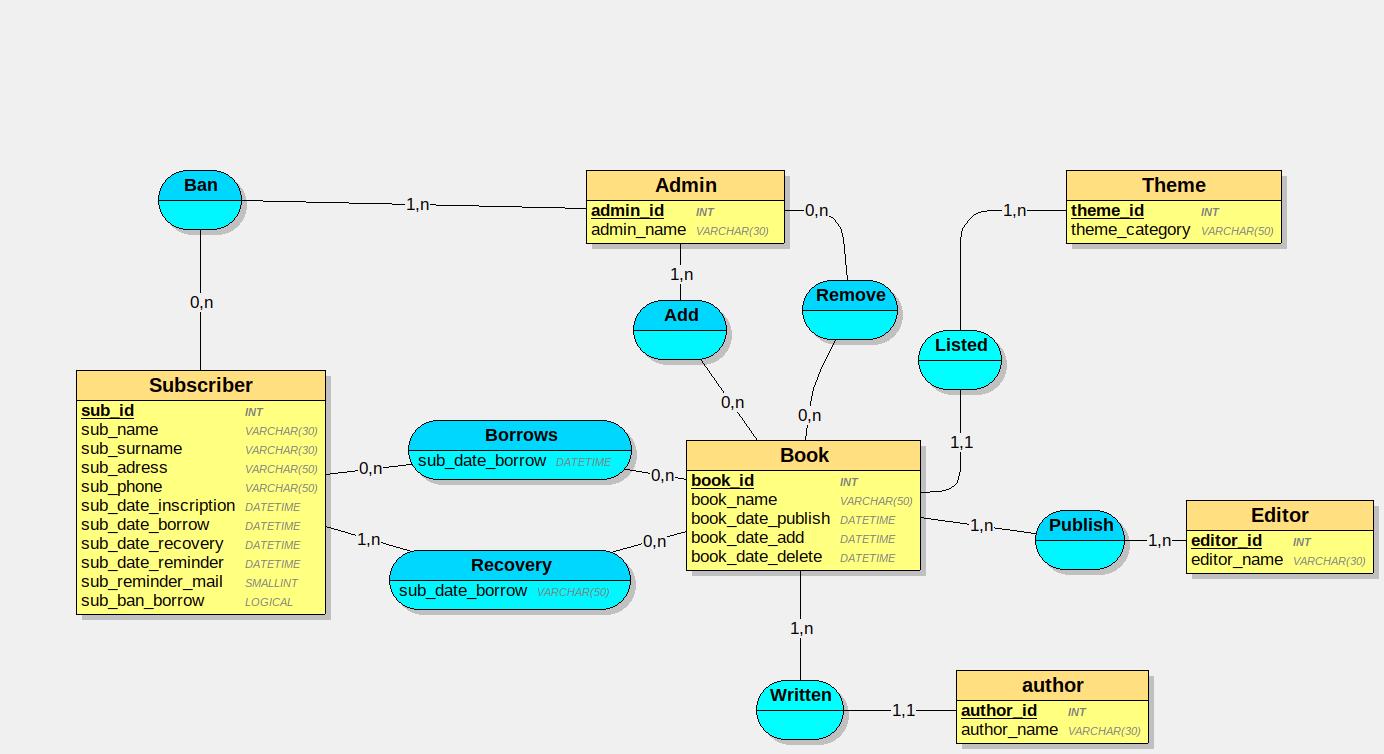 Ban
1,n
Admin
admin_id INT
admin_name VARCHAR(30)
0,n
1,n
Theme
theme_id INT
theme_category VARCHAR(50)
0,n
1,n
Add
Remove
Listed
0,n
0,n
1,1
Subscriber
sub_id INT
sub_name VARCHAR(30)
sub_surname VARCHAR(30)
sub_adress VARCHAR(50)
sub_phone VARCHAR(50)
sub_date_inscription DATETIME
sub_date_borrow DATETIME
sub_date_recovery DATETIME
sub_date_reminder DATETIME
sub_reminder_mail SMALLINT
sub_ban_borrow LOGICAL
0,n
Borrows
sub_date_borrow DATETIME
0,n
1,n
Recovery
sub_date_borrow VARCHAR(50)
0,n
Book
book_id INT
book_name VARCHAR(50)
book_date_publish DATETIME
book_date_add DATETIME
book_date_delete DATETIME
1,n
Publish
1,n
Editor
editor_id INT
editor_name VARCHAR(30)
1,n
Written
1,1
author
author_id INT
author_name VARCHAR(30)